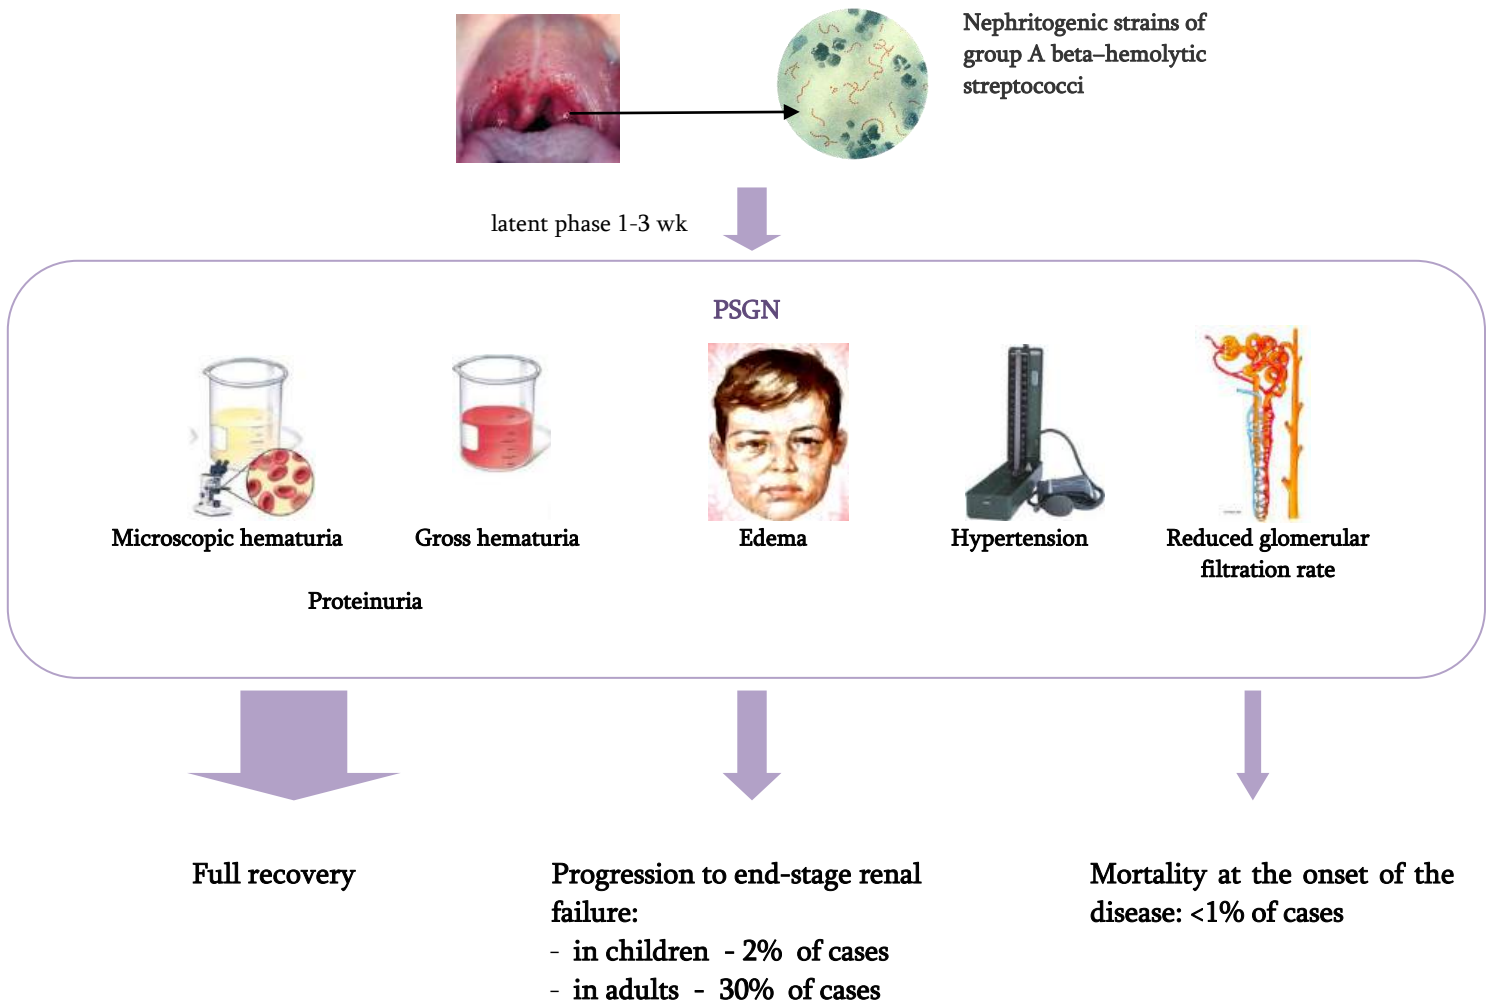 Nephritogenic strains of
group A beta–hemolytic
streptococci
latent phase 1-3 wk
PSGN
Microscopic hematuria
Gross hematuria
Edema
Hypertension
Reduced glomerular
filtration rate
Proteinuria
Full recovery
Progression to end-stage renal
failure:
- in children - 2% of cases
- in adults - 30% of cases
Mortality at the onset of the
disease: <1% of cases